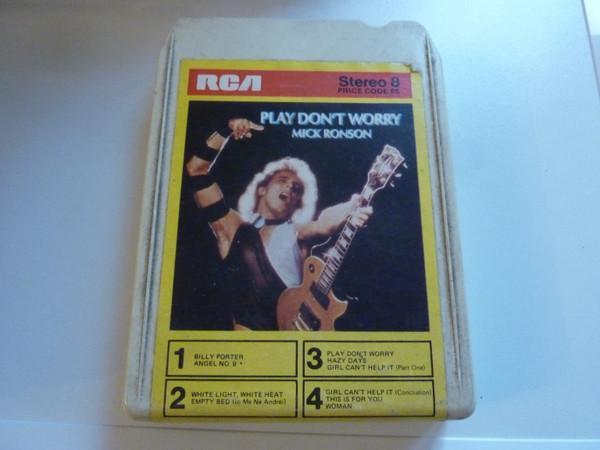 RCA
Stereo 8
PRICE CODE 85
PLAY DON'T WORRY
MICK RONSON
1
BILLY PORTER
ANGEL NO. 9 *
2
WHITE LIGHT, WHITE HEAT
EMPTY BED (Io Me Ne Andrei)
3
PLAY DON'T WORRY
HAZY DAYS
GIRL CAN'T HELP IT (Part One)
4
GIRL CAN'T HELP IT (Conclusion)
THIS IS FOR YOU
WOMAN